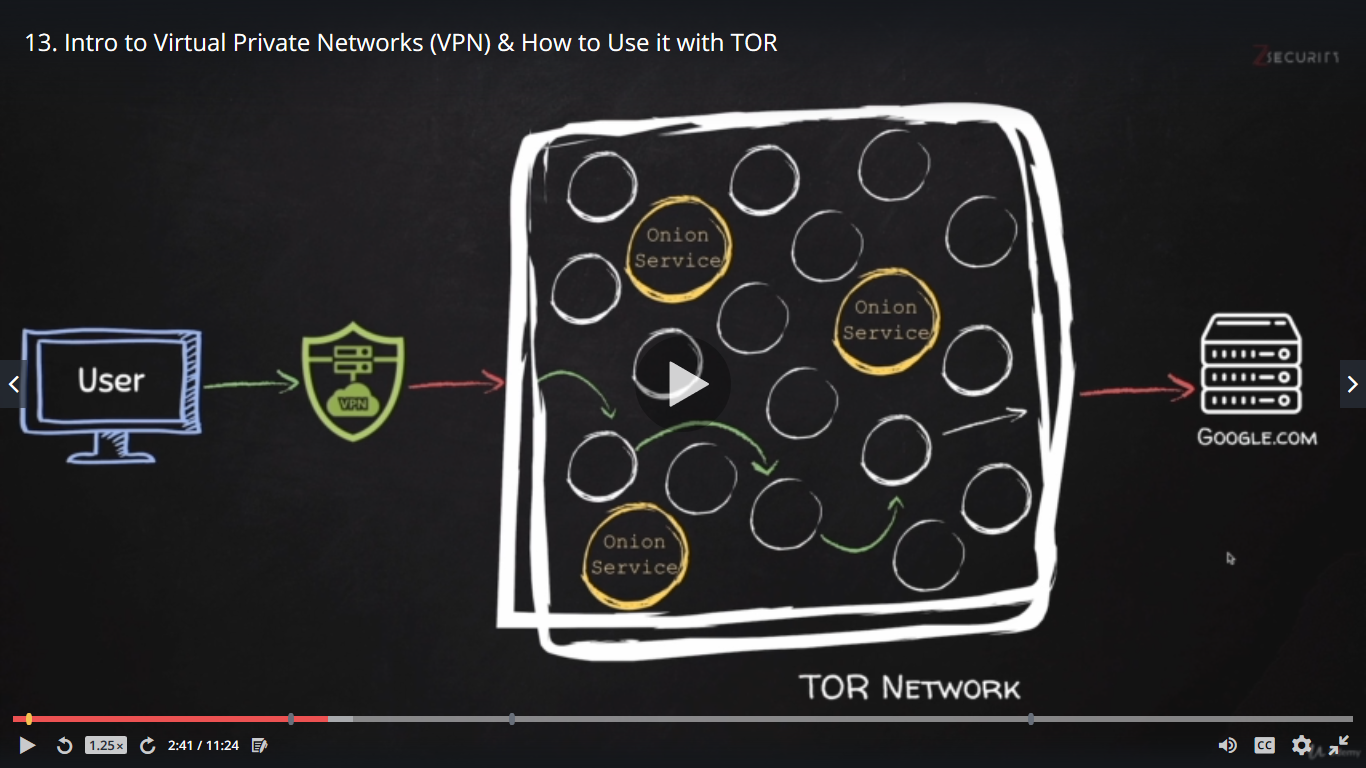 13. Intro to Virtual Private Networks (VPN) & How to Use it with TOR
ZSECURITY
Onion
Service
Onion
Service
User
VPN
GOOGLE.COM
Onion
Service
TOR NETWORK
1.25×
2:41 / 11:24
CC